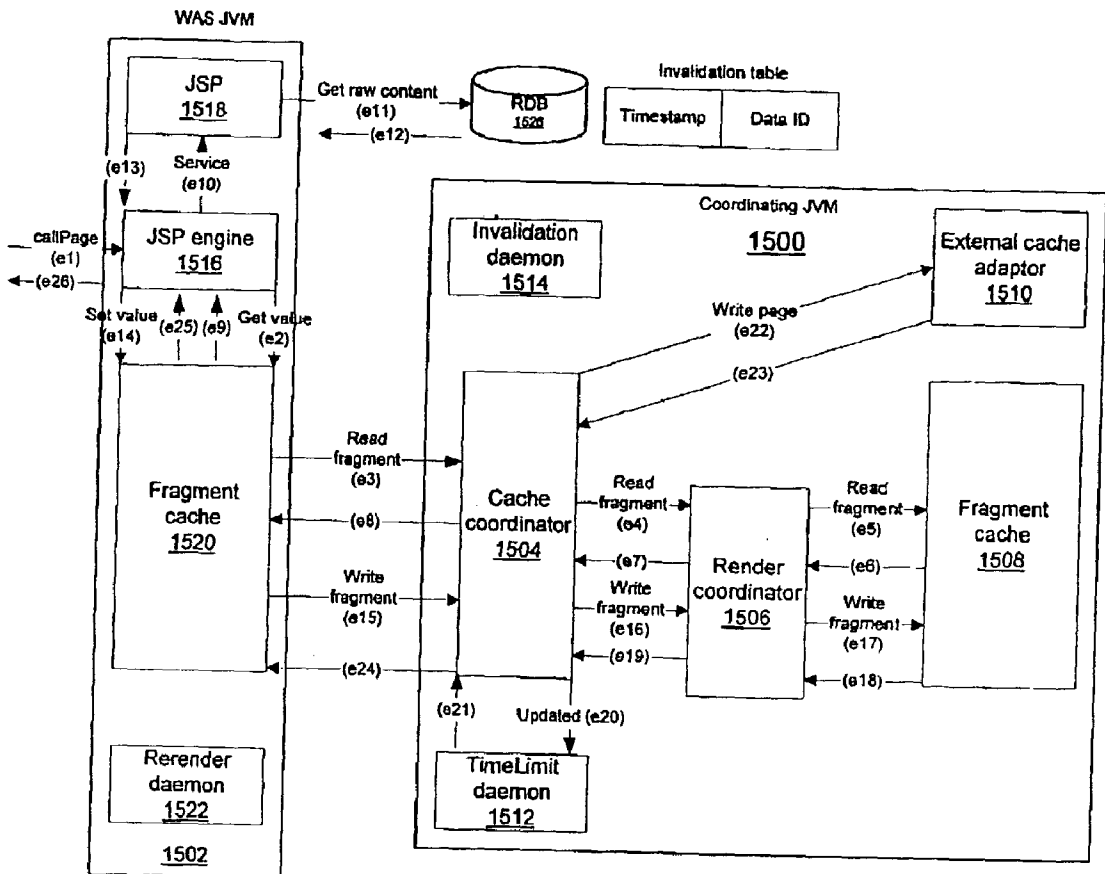 WAS JVM
JSP
1518
Get raw content
(e11)
(e12)
RDB
1526
Invalidation table
Timestamp
Data ID
(e13)
Service
(e10)
callPage
(e1)
(e26)
JSP engine
1516
Set value
(e14)
(e25)
(e9)
Get value
(e2)
Coordinating JVM
1500
Invalidation
daemon
1514
External cache
adaptor
1510
Write page
(e22)
(e23)
Fragment
cache
1520
Read
fragment
(e3)
(e8)
Write
fragment
(e15)
(e24)
Cache
coordinator
1504
Read
fragment
(e4)
(e7)
Write
fragment
(e16)
(e19)
Render
coordinator
1506
Read
fragment
(e5)
(e6)
Write
fragment
(e17)
(e18)
Fragment
cache
1508
(e21)
Updated (e20)
TimeLimit
daemon
1512
Rerender
daemon
1522
1502